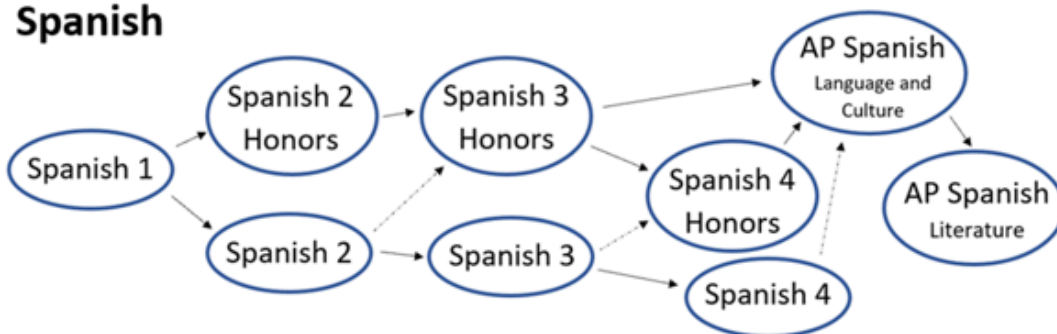 Spanish
Spanish 1
Spanish 2
Honors
Spanish 2
Spanish 3
Honors
Spanish 3
Spanish 4
Honors
Spanish 4
AP Spanish
Language and
Culture
AP Spanish
Literature